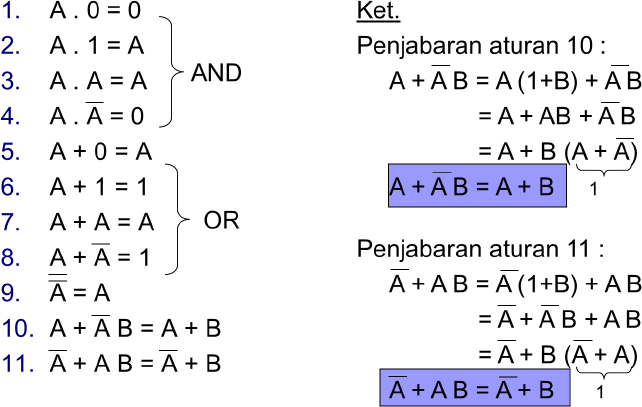 1. A . 0 = 0
2. A . 1 = A
3. A . A = A
4. A . A̅ = 0
AND
5. A + 0 = A
6. A + 1 = 1
7. A + A = A
8. A + A̅ = 1
OR
9. A̿ = A
10. A + A̅ B = A + B
11. A̅ + A B = A̅ + B
Ket.
Penjabaran aturan 10 :
A + A̅ B = A (1+B) + A̅ B
= A + AB + A̅ B
= A + B (A + A̅)
1
A + A̅ B = A + B
Penjabaran aturan 11 :
A̅ + A B = A̅ (1+B) + A B
= A̅ + A̅ B + A B
= A̅ + B (A̅ + A)
1
A̅ + A B = A̅ + B